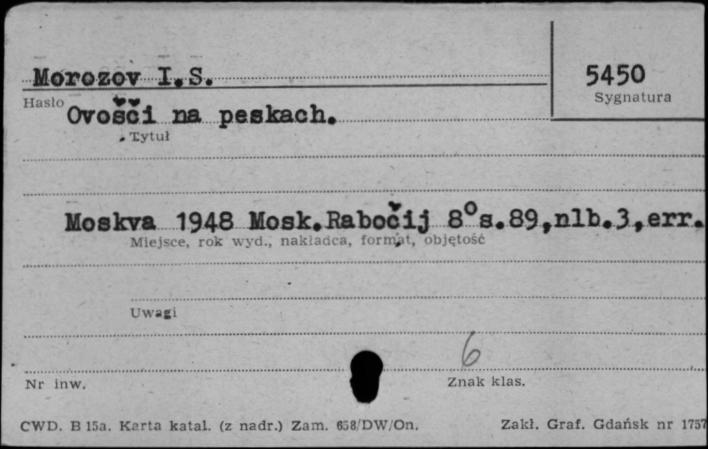 Morozov I.S.
5450
Hasło
Sygnatura
Ovošči na peskach.
Tytuł
Moskva 1948 Mosk.Rabočij 8° s.89,nlb.3,err.
Miejsce, rok wyd., nakładca, format, objętość
Uwagi
6
Nr inw.
Znak klas.
CWD. B 15a. Karta katal. (z nadr.) Zam. 658/DW/On.
Zakł. Graf. Gdańsk nr 1757